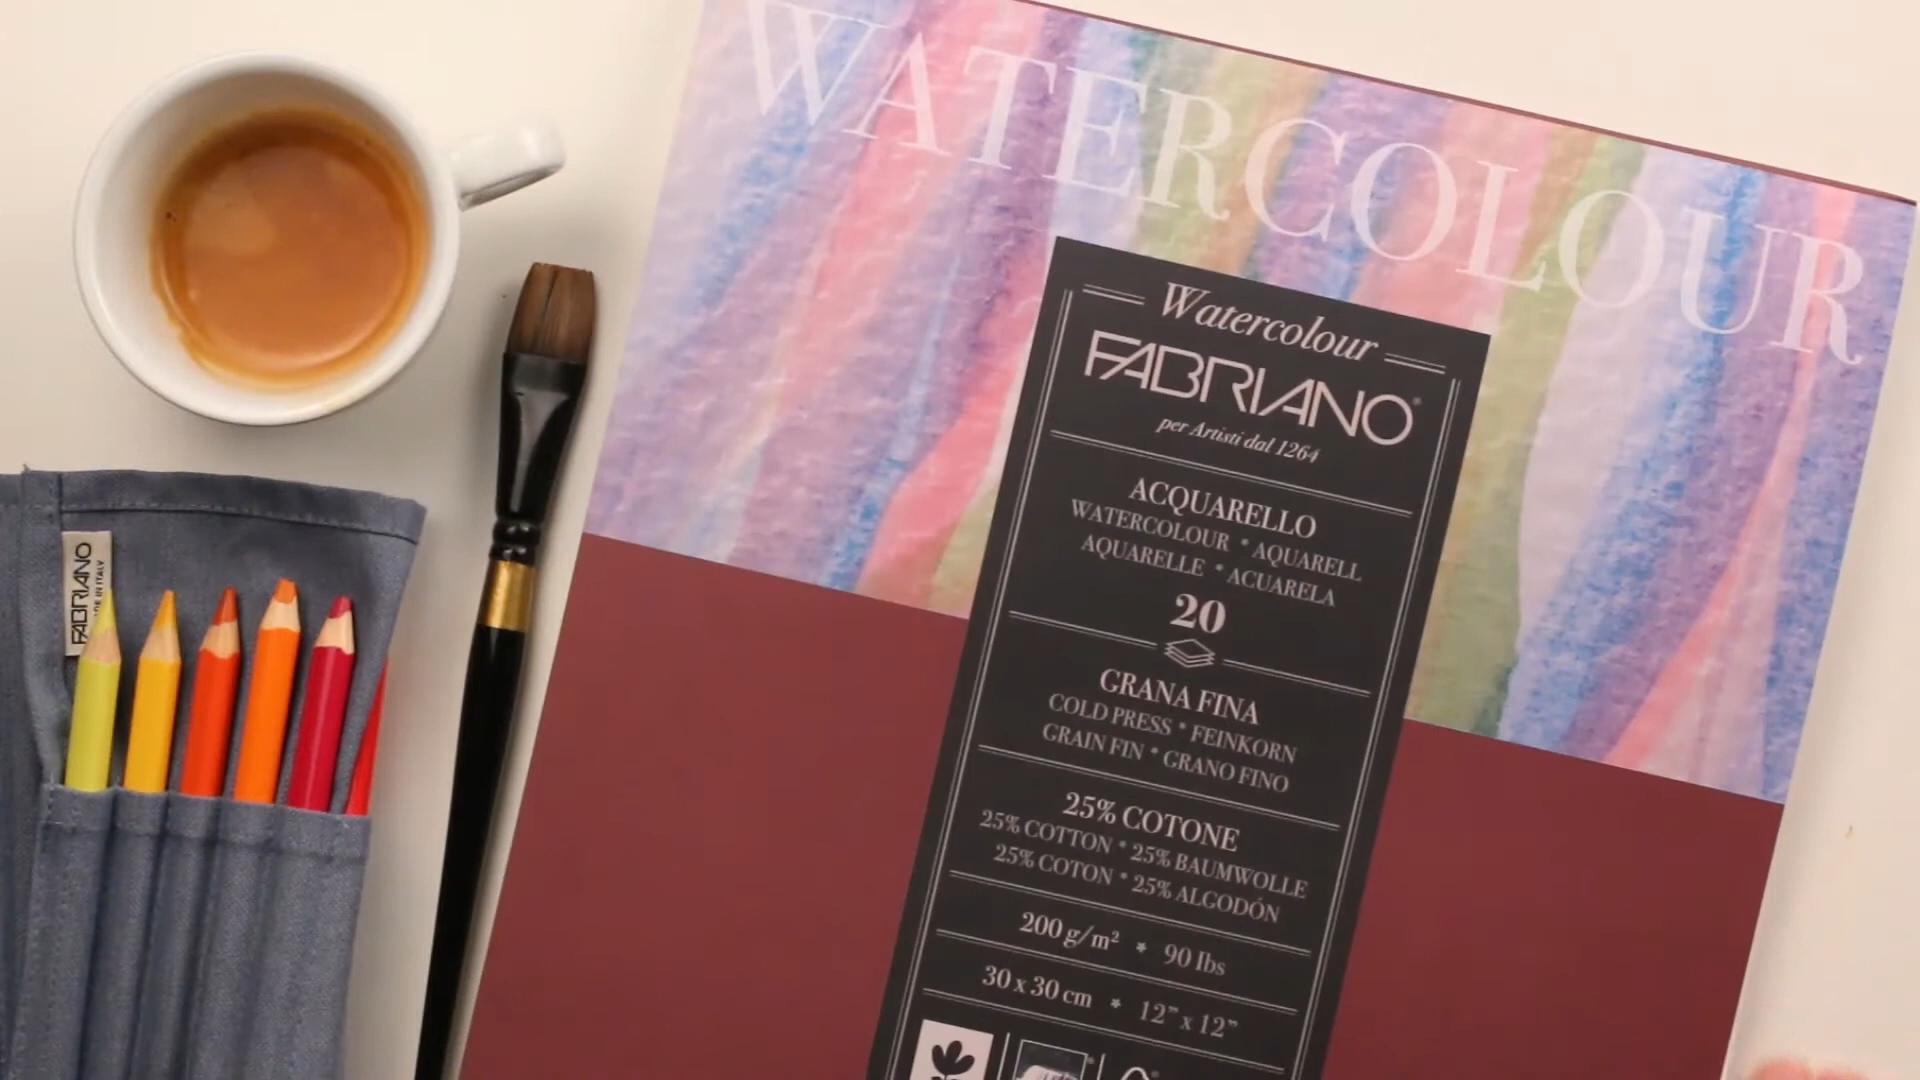 WATERCOLOUR
Watercolour
FABRIANO®
per Artisti dal 1264
ACQUARELLO
WATERCOLOUR * AQUARELL
AQUARELLE * ACUARELA
20
GRANA FINA
COLD PRESS * FEINKORN
GRAIN FIN * GRANO FINO
25% COTONE
25% COTTON * 25% BAUMWOLLE
25% COTON * 25% ALGODÓN
200 g/m² * 90 lbs
30 x 30 cm * 12” x 12”
FABRIANO
IN ITALY